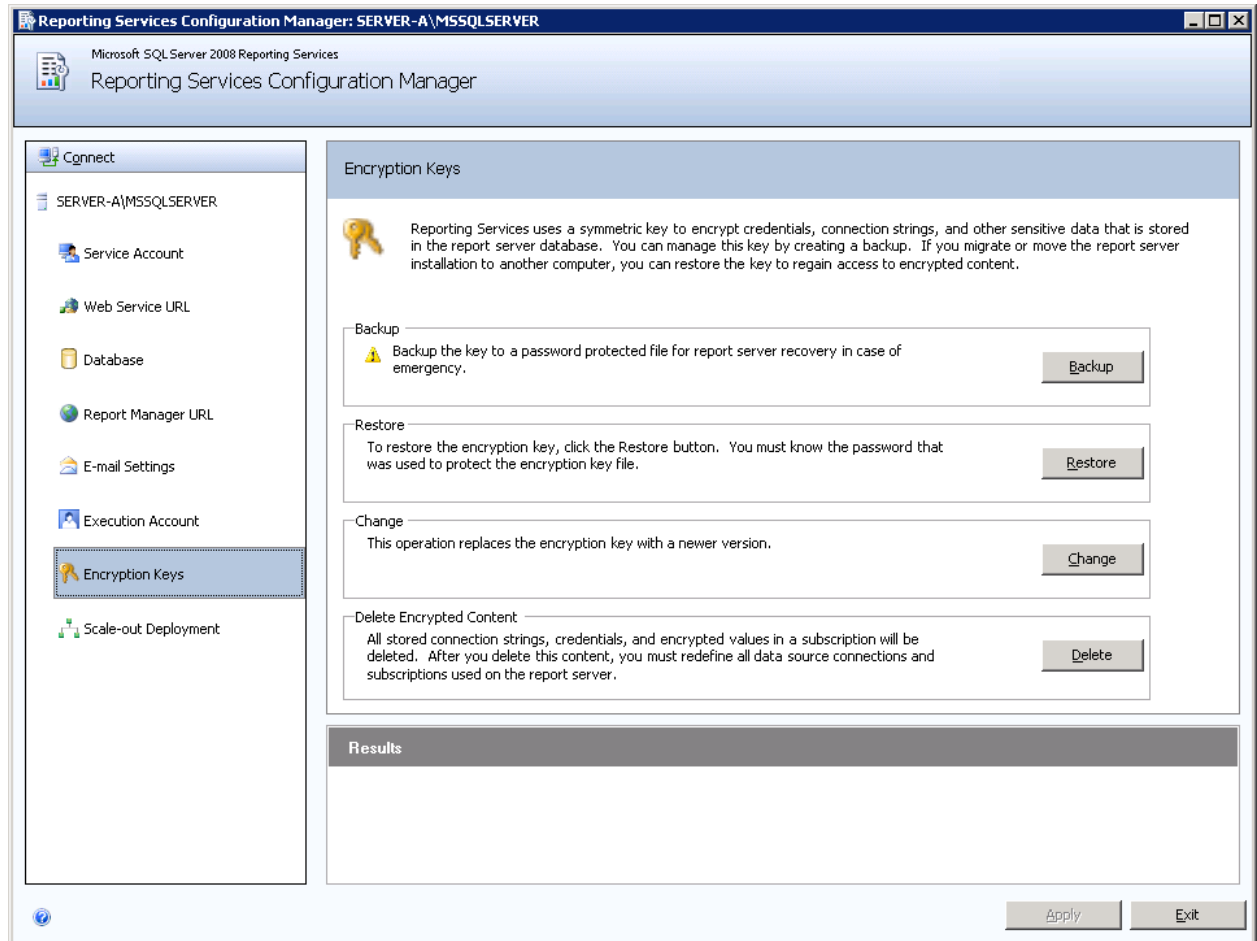 Reporting Services Configuration Manager: SERVER-A\MSSQLSERVER
Microsoft SQL Server 2008 Reporting Services
Reporting Services Configuration Manager
Connect
SERVER-A\MSSQLSERVER
Service Account
Web Service URL
Database
Report Manager URL
E-mail Settings
Execution Account
Encryption Keys
Scale-out Deployment
Encryption Keys
Reporting Services uses a symmetric key to encrypt credentials, connection strings, and other sensitive data that is stored
in the report server database.  You can manage this key by creating a backup.  If you migrate or move the report server
installation to another computer, you can restore the key to regain access to encrypted content.
Backup
Backup the key to a password protected file for report server recovery in case of
emergency.
Backup
Restore
To restore the encryption key, click the Restore button.  You must know the password that
was used to protect the encryption key file.
Restore
Change
This operation replaces the encryption key with a newer version.
Change
Delete Encrypted Content
All stored connection strings, credentials, and encrypted values in a subscription will be
deleted.  After you delete this content, you must redefine all data source connections and
subscriptions used on the report server.
Delete
Results
Apply
Exit